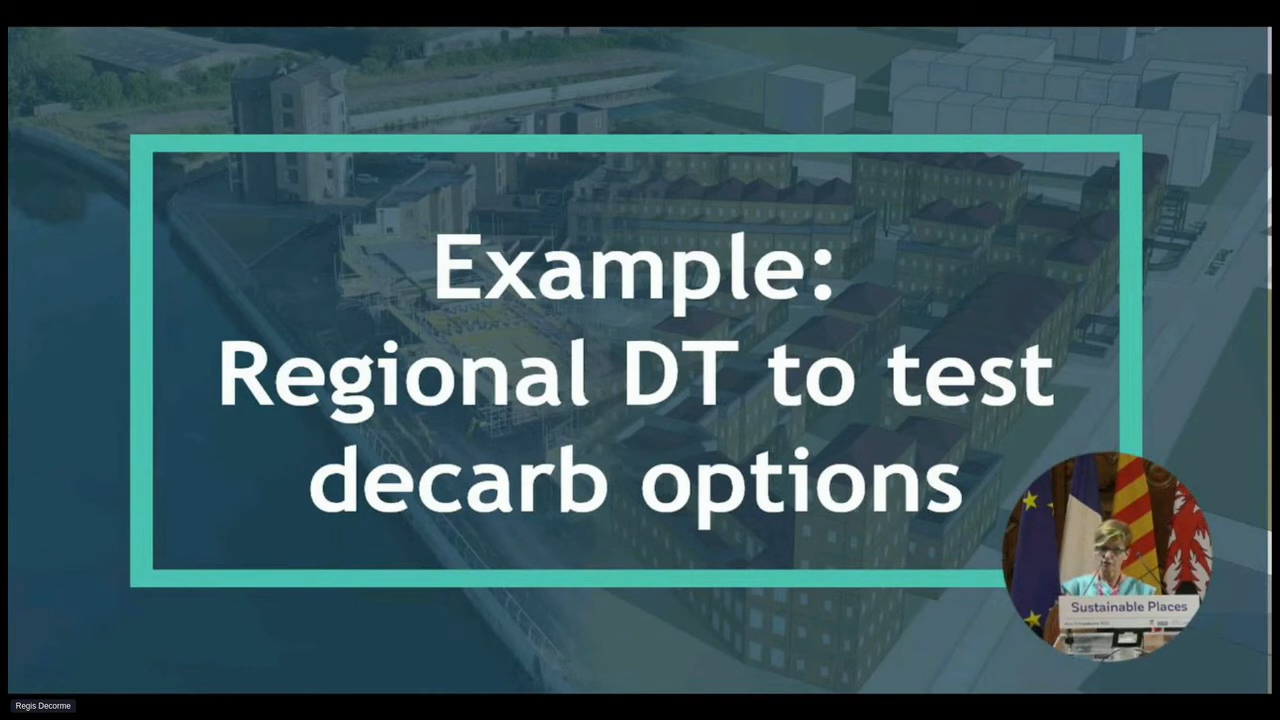 Example:
Regional DT to test
decarb options
Sustainable Places
Regis Decorme